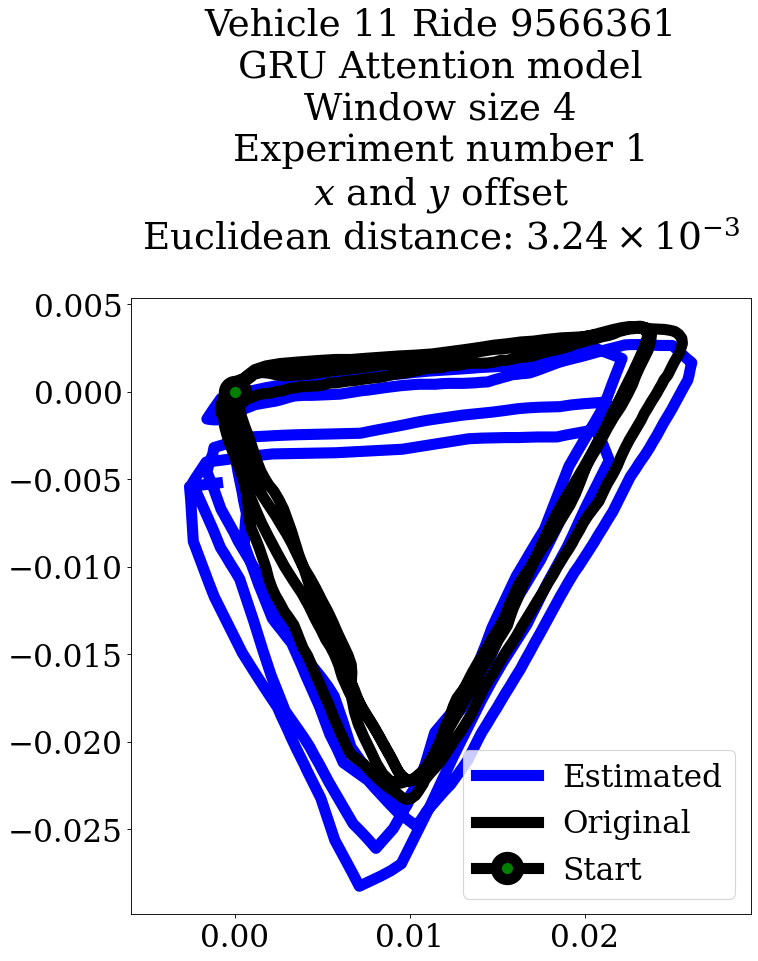 Vehicle 11 Ride 9566361
GRU Attention model
Window size 4
Experiment number 1
x and y offset
Euclidean distance: 3.24 × 10⁻³
0.005
0.000
−0.005
−0.010
−0.015
−0.020
−0.025
Estimated
Original
Start
0.00 0.01 0.02